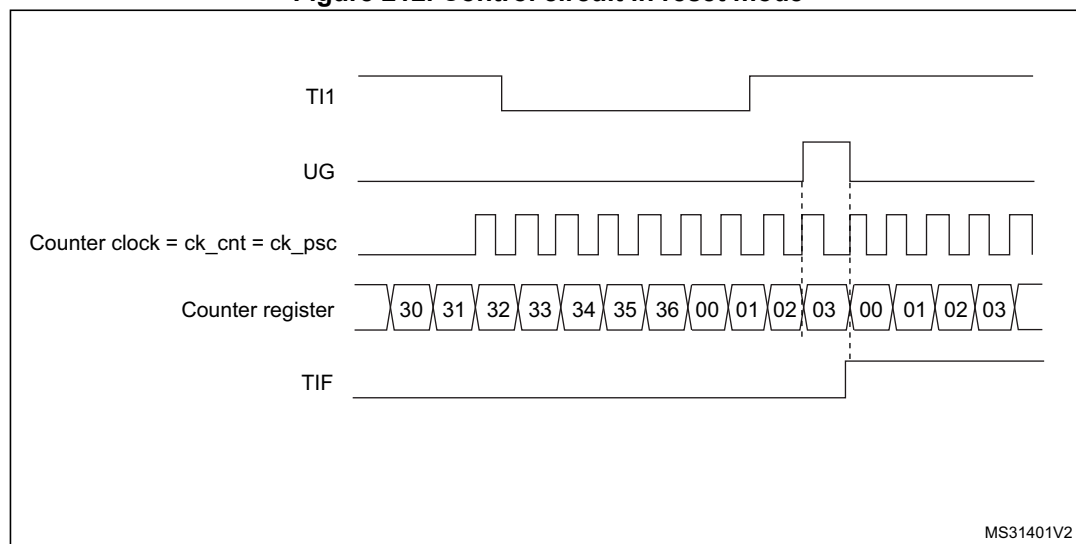 Figure 212. Control circuit in reset mode
TI1
UG
Counter clock = ck_cnt = ck_psc
Counter register 30 31 32 33 34 35 36 00 01 02 03 00 01 02 03
TIF
MS31401V2